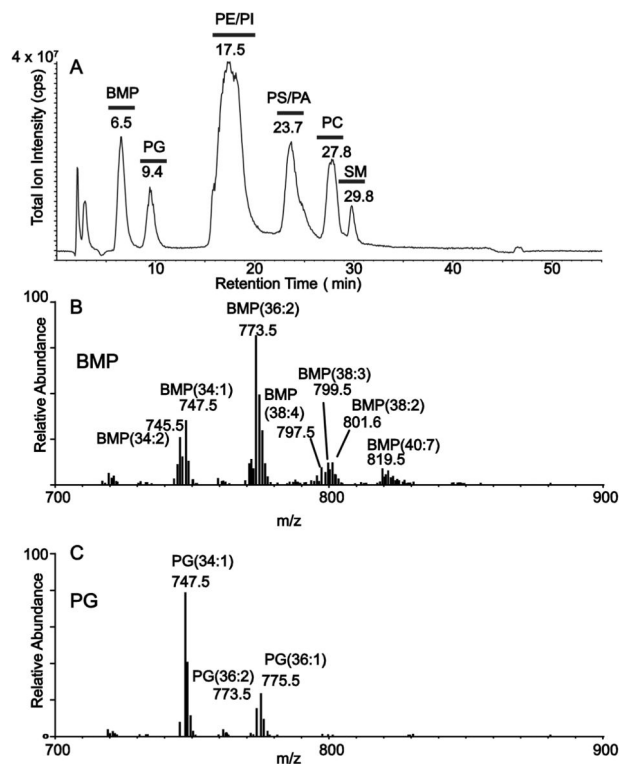 PE/PI
4 x 10⁷
17.5
A
BMP
6.5
PG
9.4
PS/PA
23.7
PC
27.8
SM
29.8
Total Ion Intensity (cps)
10
20
30
40
50
Retention Time ( min)
B
100
BMP
BMP(36:2)
773.5
BMP(34:1)
747.5
745.5
BMP(34:2)
BMP
(38:4)
797.5
BMP(38:3)
799.5
BMP(38:2)
801.6
BMP(40:7)
819.5
Relative Abundance
700
800
900
m/z
C
100
PG
PG(34:1)
747.5
PG(36:2)
773.5
PG(36:1)
775.5
Relative Abundance
0
700
800
900
m/z